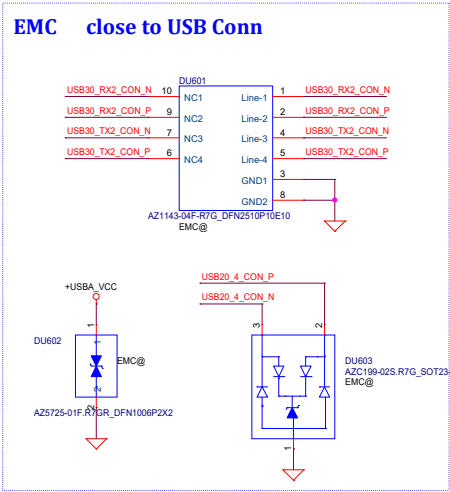 EMC close to USB Conn
DU601
USB30_RX2_CON_N 10 NC1 Line-1 1 USB30_RX2_CON_N
USB30_RX2_CON_P 9 NC2 Line-2 2 USB30_RX2_CON_P
USB30_TX2_CON_N 7 NC3 Line-3 4 USB30_TX2_CON_N
USB30_TX2_CON_P 6 NC4 Line-4 5 USB30_TX2_CON_P
GND1 3
GND2 8
AZ1143-04F-R7G_DFN2510P10E10
EMC@
USB20_4_CON_P
+USBA_VCC
USB20_4_CON_N
1
3 2
DU602
1
EMC@
DU603
AZC199-02S.R7G_SOT23-
EMC@
2
2
AZ5725-01F.R7GR_DFN1006P2X2
1